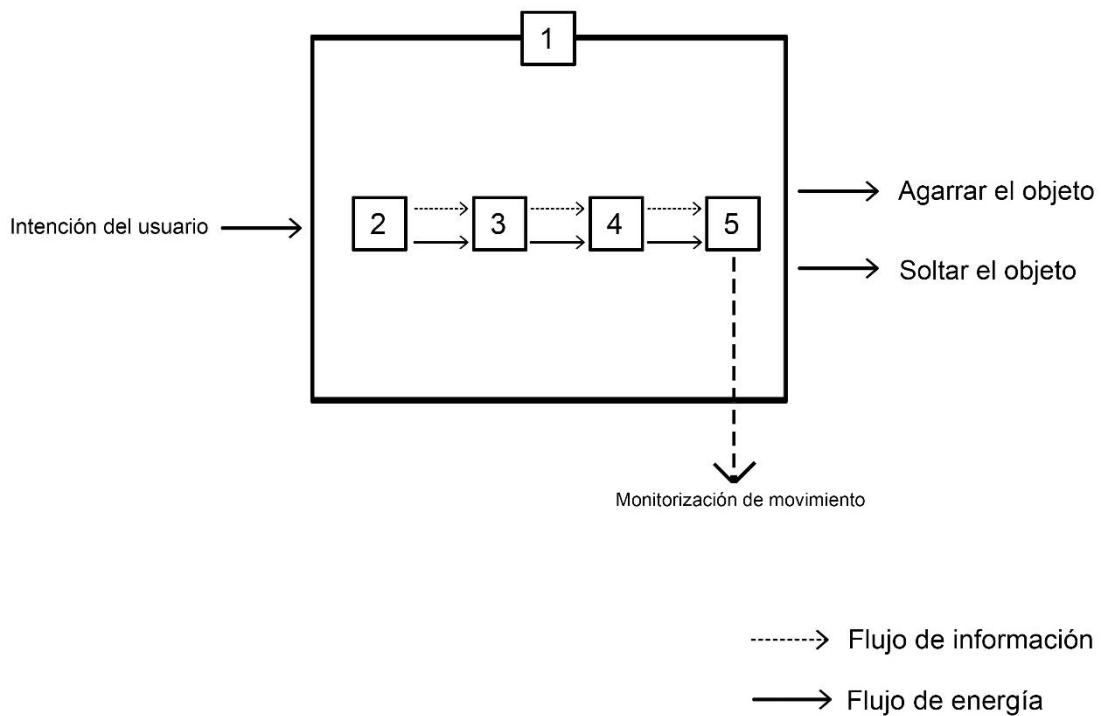 1
Intención del usuario
2
3
4
5
Agarrar el objeto
Soltar el objeto
Monitorización de movimiento
Flujo de información
Flujo de energía